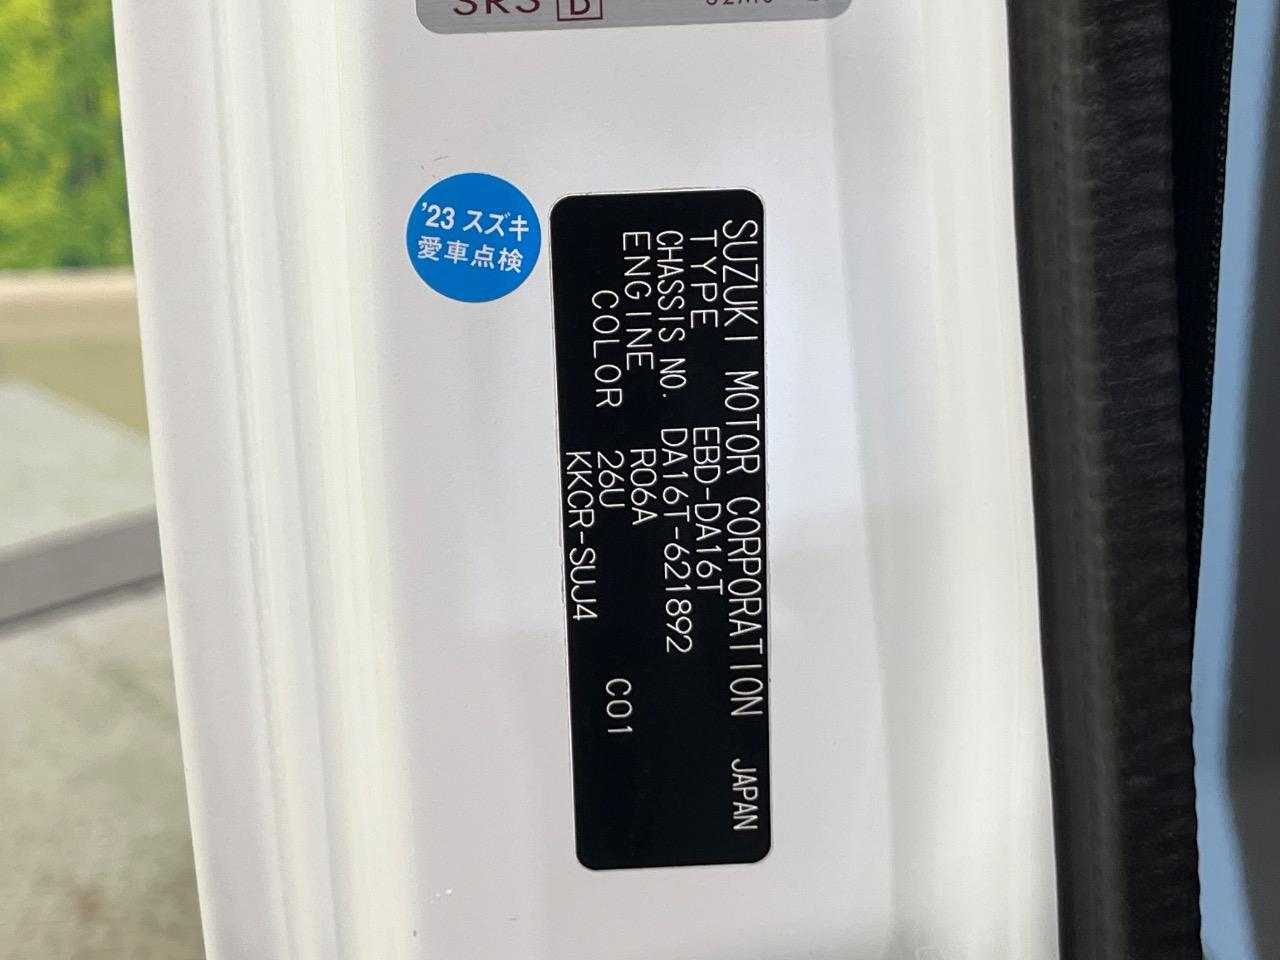 SRS B
'23 スズキ
愛車点検
SUZUKI MOTOR CORPORATION JAPAN
TYPE EBD-DA16T
CHASSIS NO. DA16T-621892
ENGINE R06A
COLOR 26U C01
KKCR-SUJ4